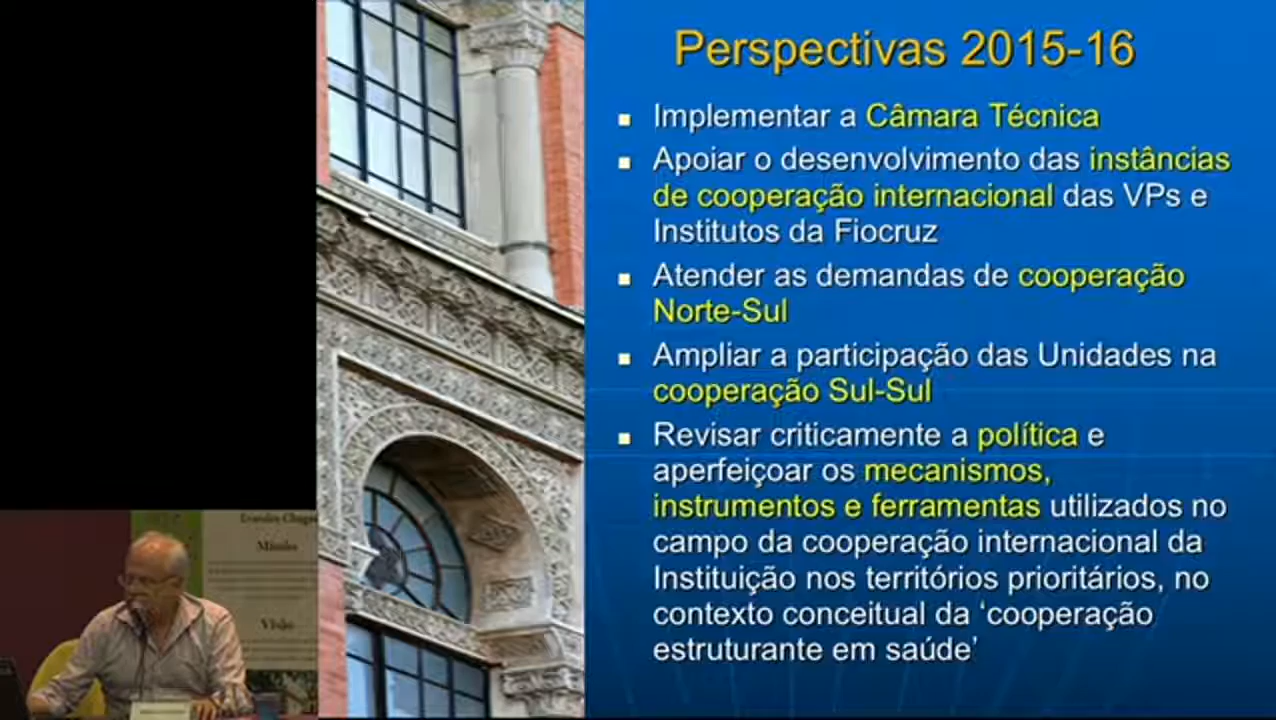 Perspectivas 2015-16
Implementar a Câmara Técnica
Apoiar o desenvolvimento das instâncias
de cooperação internacional das VPs e
Institutos da Fiocruz
Atender as demandas de cooperação
Norte-Sul
Ampliar a participação das Unidades na
cooperação Sul-Sul
Revisar criticamente a política e
aperfeiçoar os mecanismos,
instrumentos e ferramentas utilizados no
campo da cooperação internacional da
Instituição nos territórios prioritários, no
contexto conceitual da ‘cooperação
estruturante em saúde’
Missão
Visão